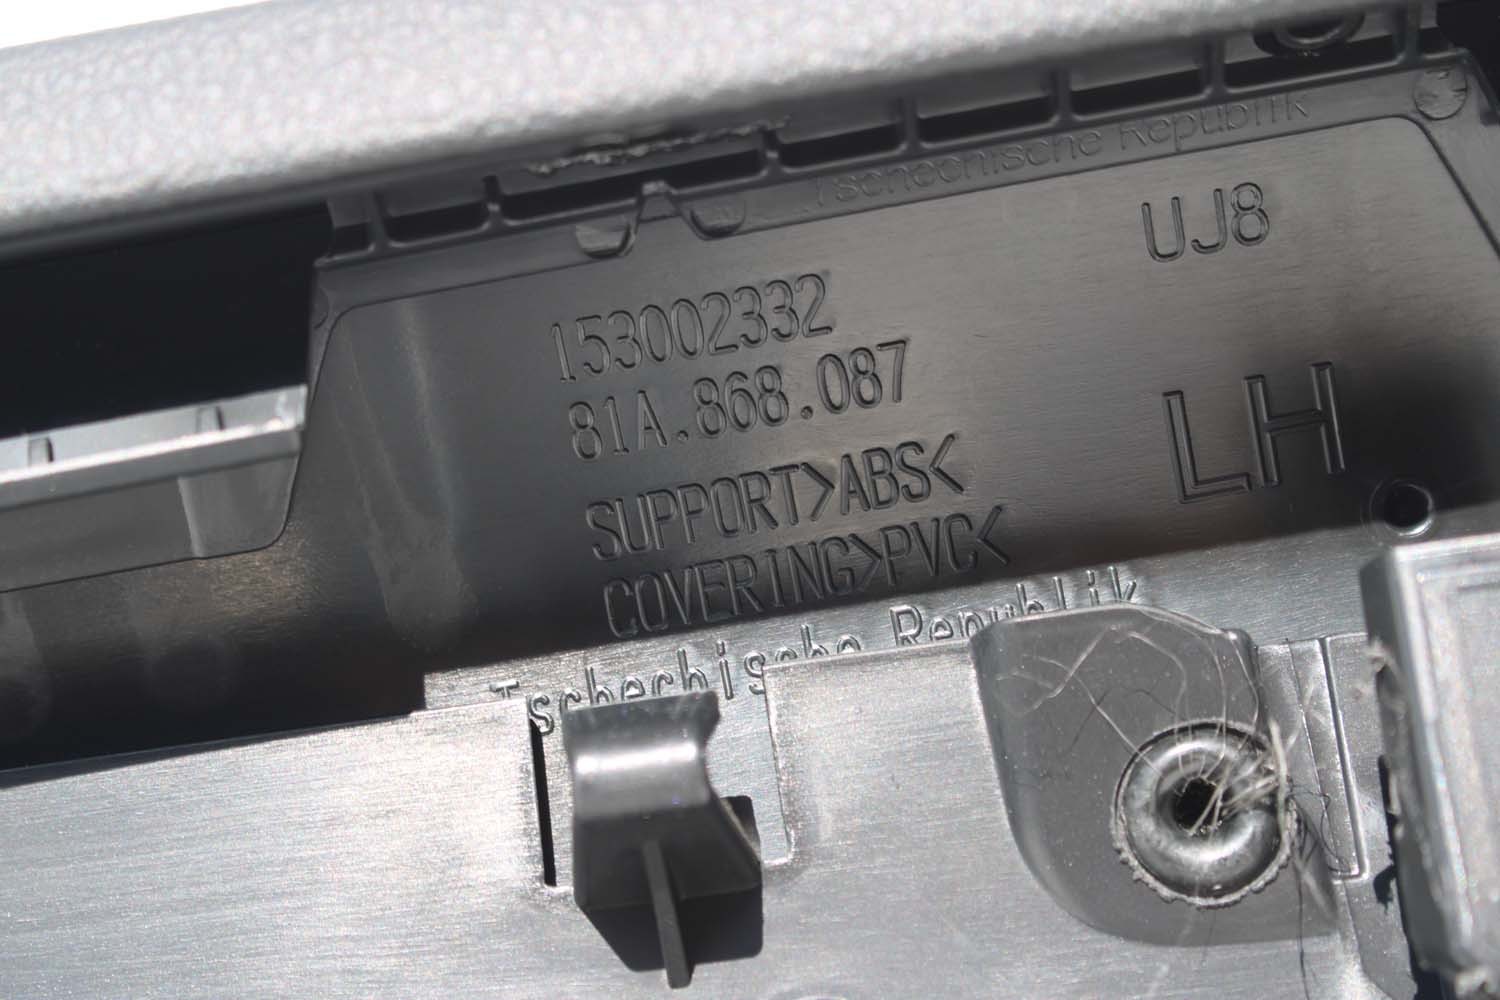 Tschechische Republik
UJ8
153002332
81A.868.087
LH
SUPPORT>ABS<
COVERING>PVC<
Tschechische Republik